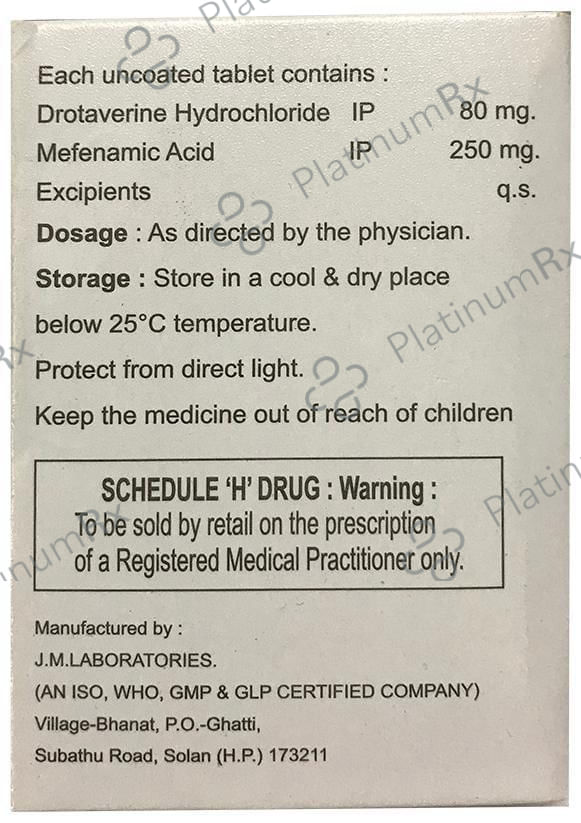 Each uncoated tablet contains :
Drotaverine Hydrochloride IP 80 mg.
Mefenamic Acid IP 250 mg.
Excipients q.s.
Dosage : As directed by the physician.
Storage : Store in a cool & dry place
below 25°C temperature.
Protect from direct light.
Keep the medicine out of reach of children
SCHEDULE ‘H’ DRUG : Warning :
To be sold by retail on the prescription
of a Registered Medical Practitioner only.
Manufactured by :
J.M.LABORATORIES.
(AN ISO, WHO, GMP & GLP CERTIFIED COMPANY)
Village-Bhanat, P.O.-Ghatti,
Subathu Road, Solan (H.P.) 173211
PlatinumRx
PlatinumRx